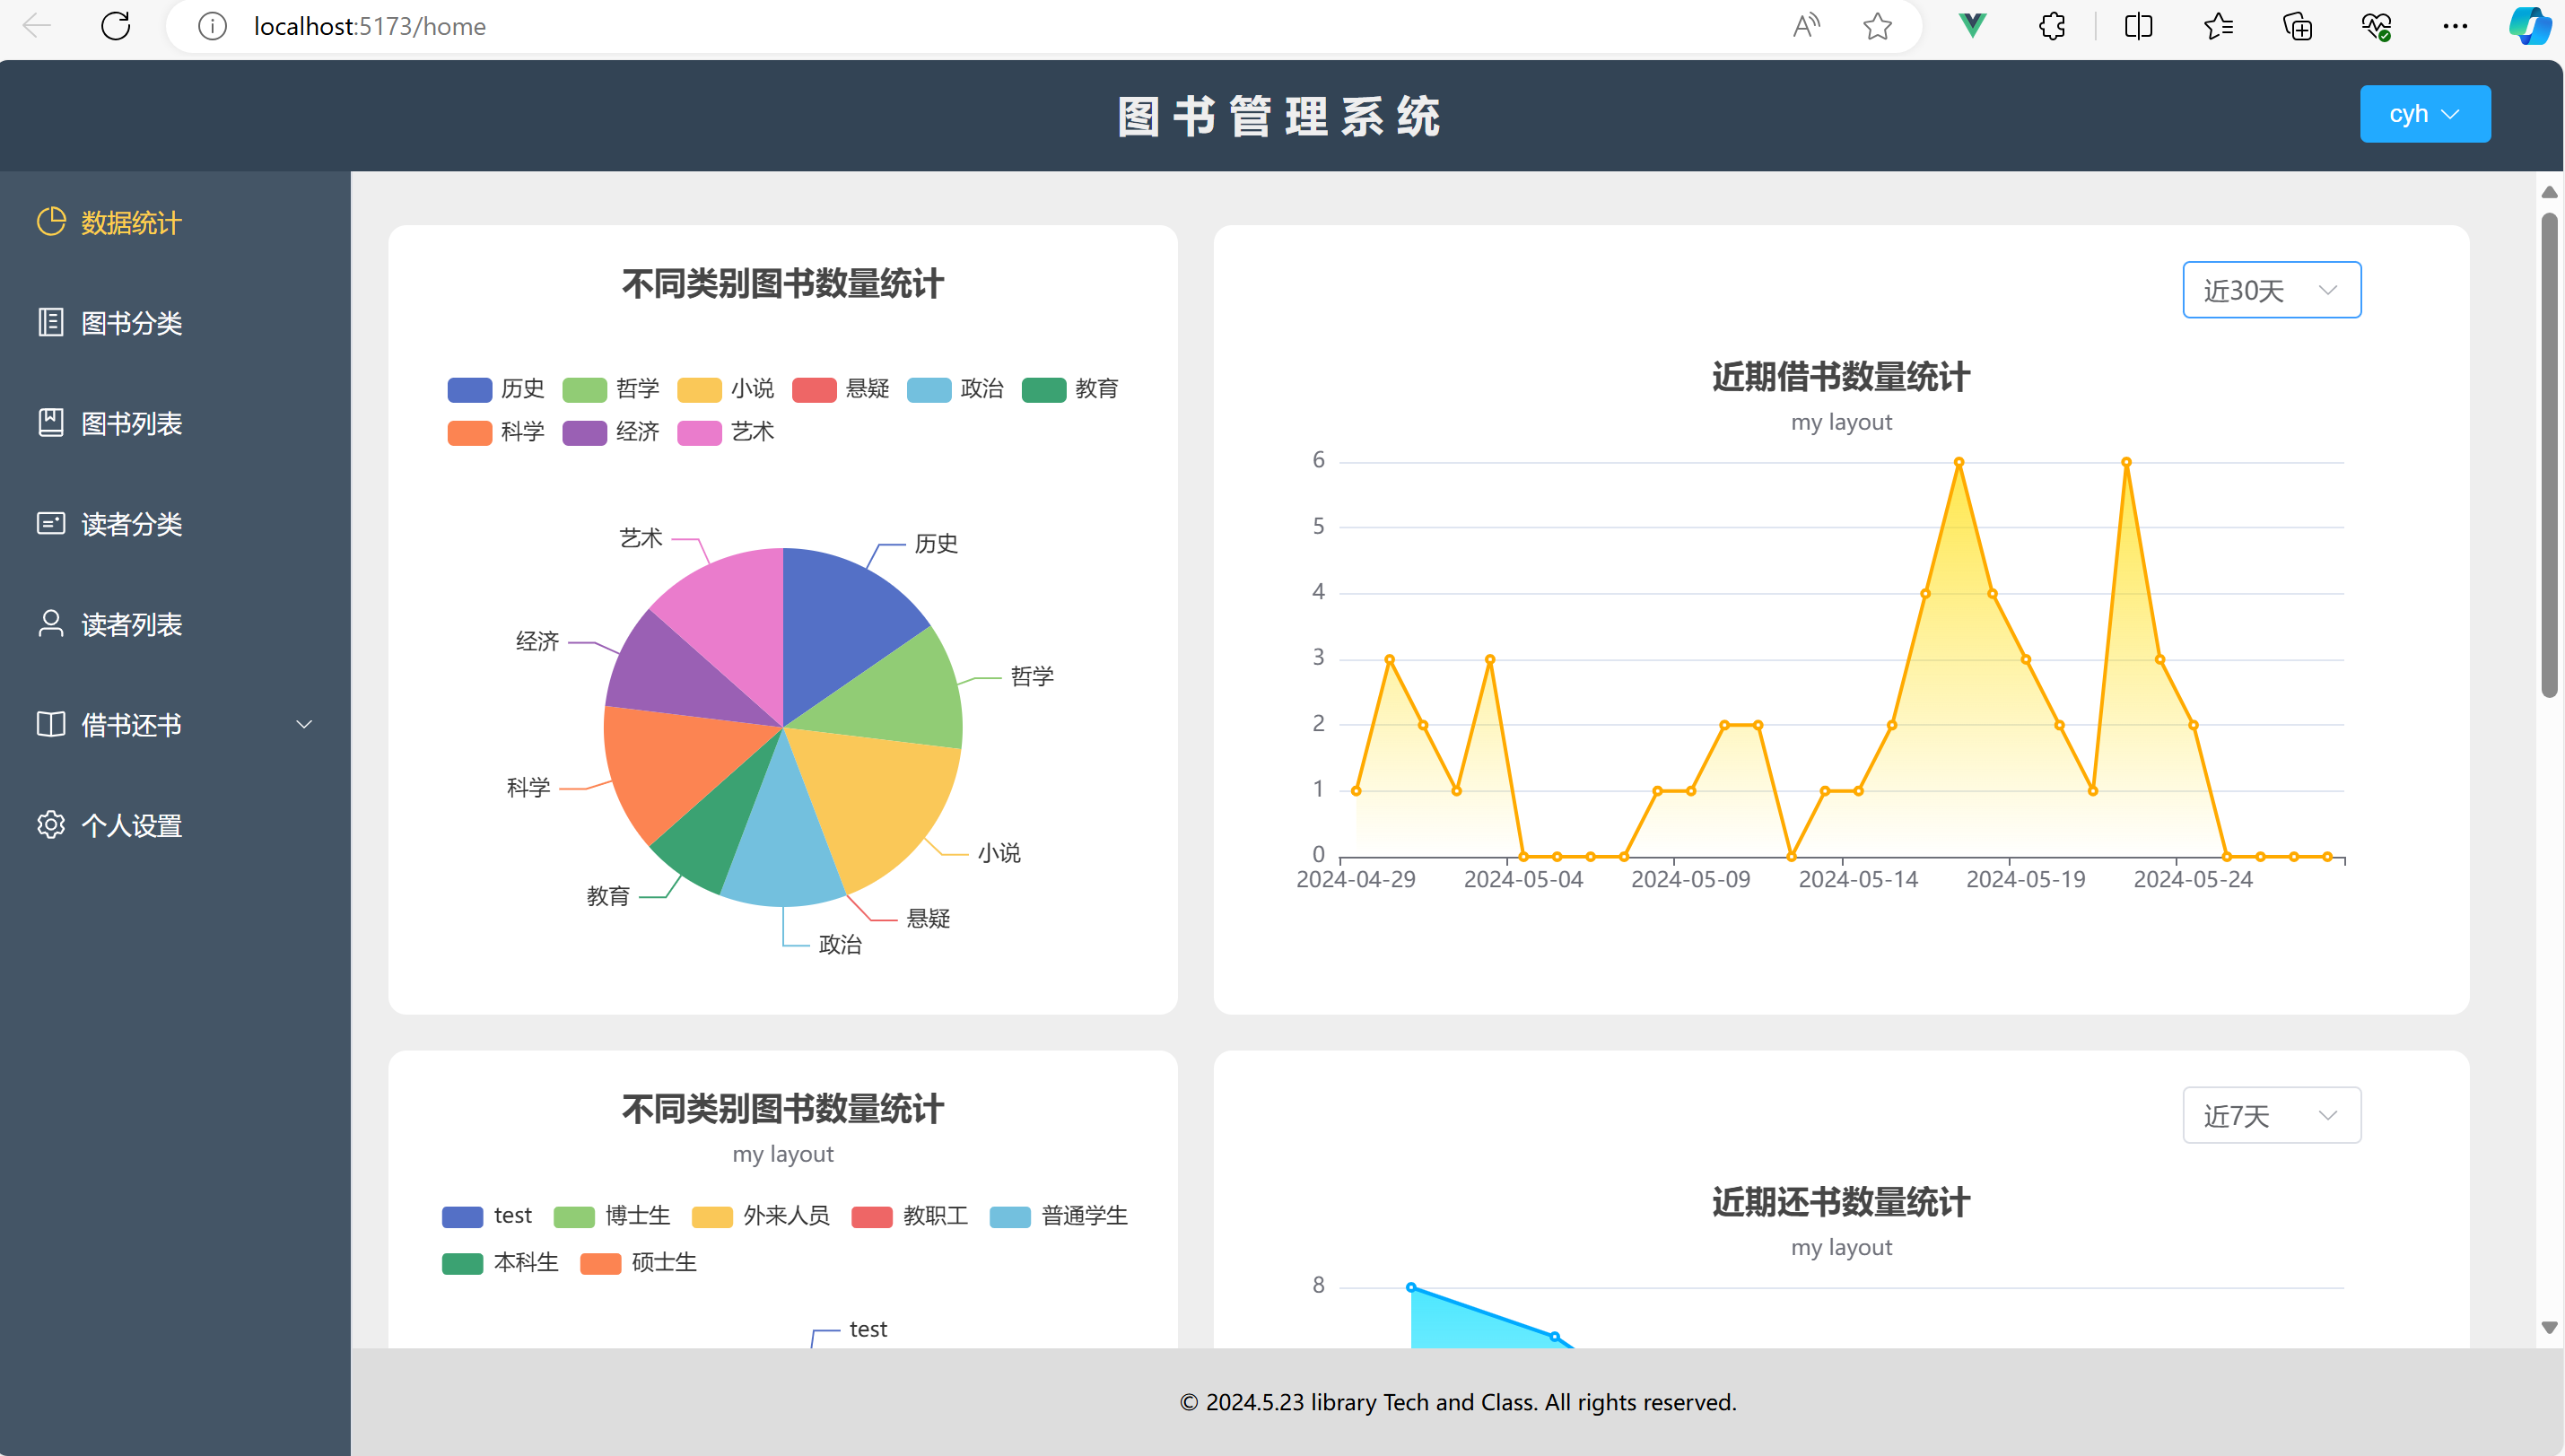 localhost:5173/home
图书管理系统
cyh
数据统计
图书分类
图书列表
读者分类
读者列表
借书还书
个人设置
不同类别图书数量统计
历史 哲学 小说 悬疑 政治 教育
科学 经济 艺术
艺术
历史
经济
哲学
科学
小说
教育
悬疑
政治
近30天
近期借书数量统计
my layout
6
5
4
3
2
1
0
2024-04-29 2024-05-04 2024-05-09 2024-05-14 2024-05-19 2024-05-24
不同类别图书数量统计
my layout
test 博士生 外来人员 教职工 普通学生
本科生 硕士生
test
近7天
近期还书数量统计
my layout
8
© 2024.5.23 library Tech and Class. All rights reserved.